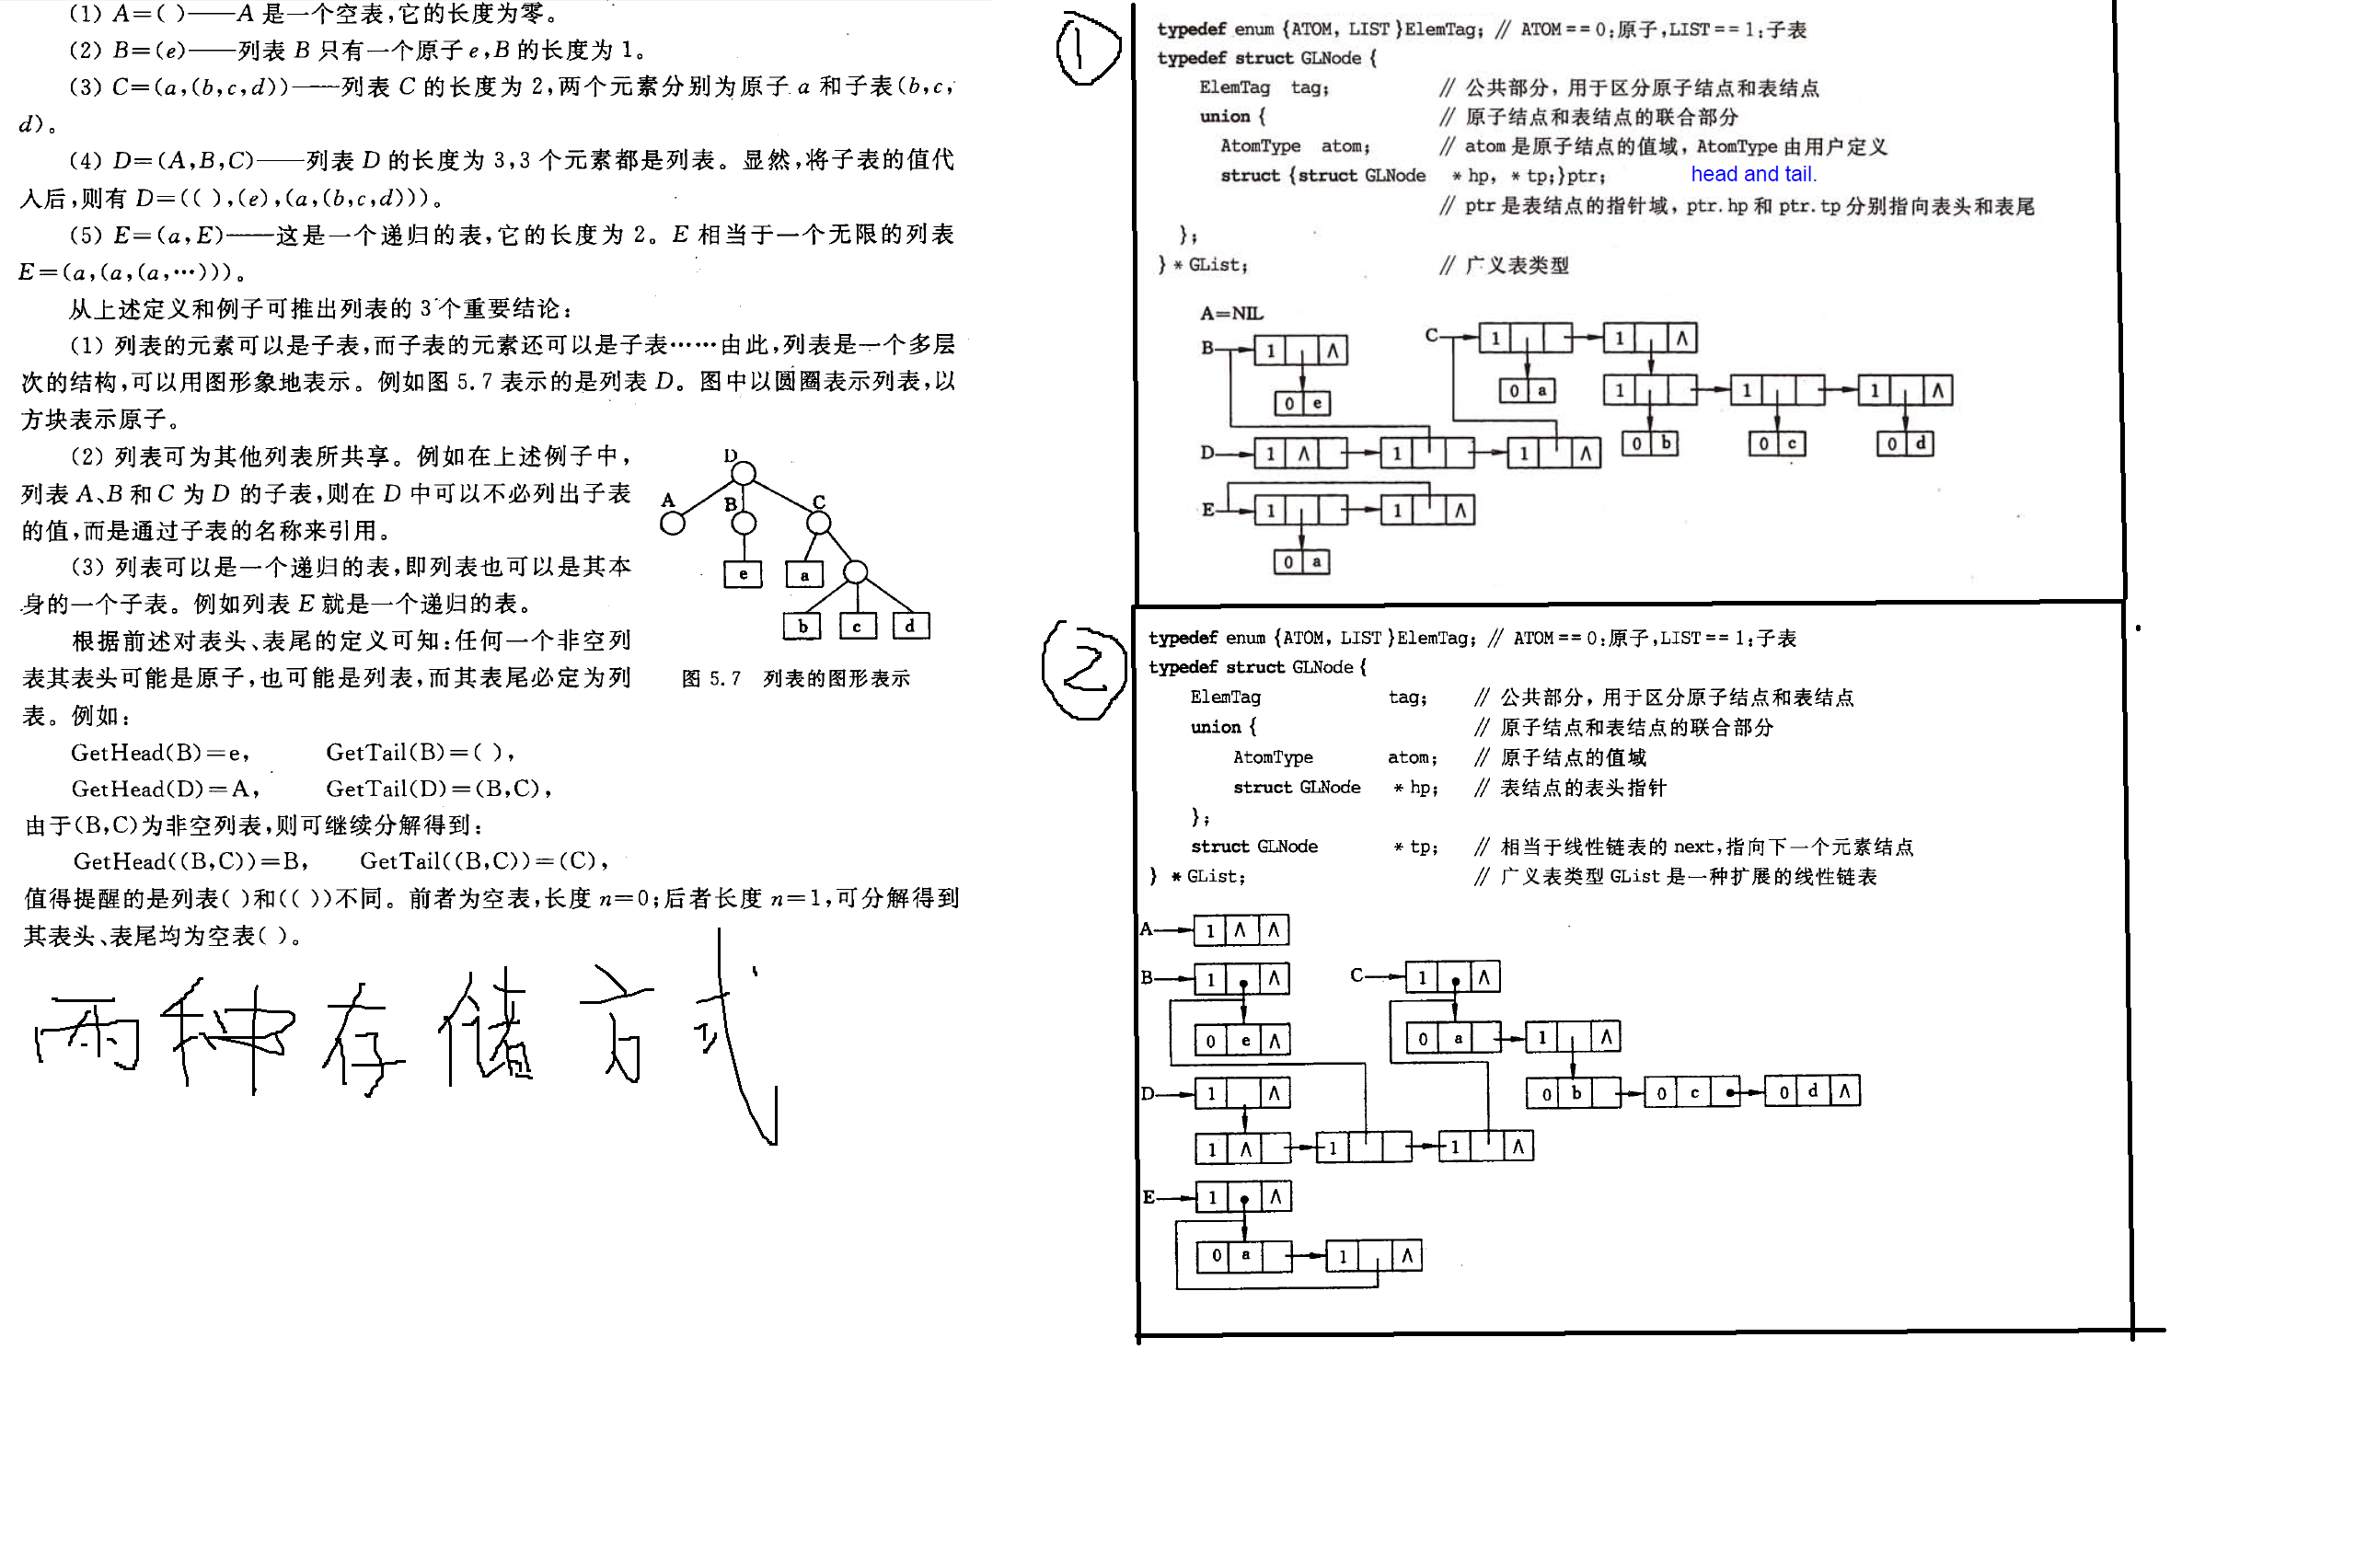 (1) A=( )——A 是一个空表,它的长度为零。
(2) B=(e)——列表 B 只有一个原子 e,B 的长度为 1。
(3) C=(a,(b,c,d))——列表 C 的长度为 2,两个元素分别为原子 a 和子表(b,c,
d)。
(4) D=(A,B,C)——列表 D 的长度为 3,3 个元素都是列表。显然,将子表的值代
入后,则有 D=(( ),(e),(a,(b,c,d)))。
(5) E=(a,E)——这是一个递归的表,它的长度为 2。E 相当于一个无限的列表
E=(a,(a,(a,…)))。
从上述定义和例子可推出列表的 3 个重要结论:
(1) 列表的元素可以是子表,而子表的元素还可以是子表……由此,列表是一个多层
次的结构,可以用图形象地表示。例如图 5.7 表示的是列表 D。图中以圆圈表示列表,以
方块表示原子。
(2) 列表可为其他列表所共享。例如在上述例子中,
列表 A、B 和 C 为 D 的子表,则在 D 中可以不必列出子表
的值,而是通过子表的名称来引用。
(3) 列表可以是一个递归的表,即列表也可以是其本
身的一个子表。例如列表 E 就是一个递归的表。
根据前述对表头、表尾的定义可知:任何一个非空列
表其表头可能是原子,也可能是列表,而其表尾必定为列
表。例如:
D
A B C
e a
b c d
图 5.7 列表的图形表示
GetHead(B)=e, GetTail(B)=( ),
GetHead(D)=A, GetTail(D)=(B,C),
由于(B,C)为非空列表,则可继续分解得到:
GetHead((B,C))=B, GetTail((B,C))=(C),
值得提醒的是列表( )和(( ))不同。前者为空表,长度 n=0;后者长度 n=1,可分解得到
其表头、表尾均为空表( )。
两种存储方式
1
typedef enum {ATOM, LIST }ElemTag; // ATOM == 0:原子,LIST == 1:子表
typedef struct GLNode {
ElemTag tag; // 公共部分,用于区分原子结点和表结点
union { // 原子结点和表结点的联合部分
AtomType atom; // atom 是原子结点的值域,AtomType 由用户定义
struct {struct GLNode * hp, * tp;}ptr; head and tail.
// ptr 是表结点的指针域,ptr.hp 和 ptr.tp 分别指向表头和表尾
};
} * GList; // 广义表类型
A=NIL
B 1 ∧ C 1 1 ∧
0 e 0 a 1 1 1 ∧
D 1 ∧ 1 1 ∧ 0 b 0 c 0 d
E 1 1 ∧
0 a
2
typedef enum {ATOM, LIST }ElemTag; // ATOM == 0:原子,LIST == 1:子表
typedef struct GLNode {
ElemTag tag; // 公共部分,用于区分原子结点和表结点
union { // 原子结点和表结点的联合部分
AtomType atom; // 原子结点的值域
struct GLNode * hp; // 表结点的表头指针
};
struct GLNode * tp; // 相当于线性链表的 next,指向下一个元素结点
} * GList; // 广义表类型 GList 是一种扩展的线性链表
A 1 ∧ ∧
B 1 ∧ C 1 ∧
0 e ∧ 0 a 1 ∧
D 1 ∧ 0 b 0 c 0 d ∧
1 ∧ 1 1 ∧
E 1 ∧
0 a 1 ∧